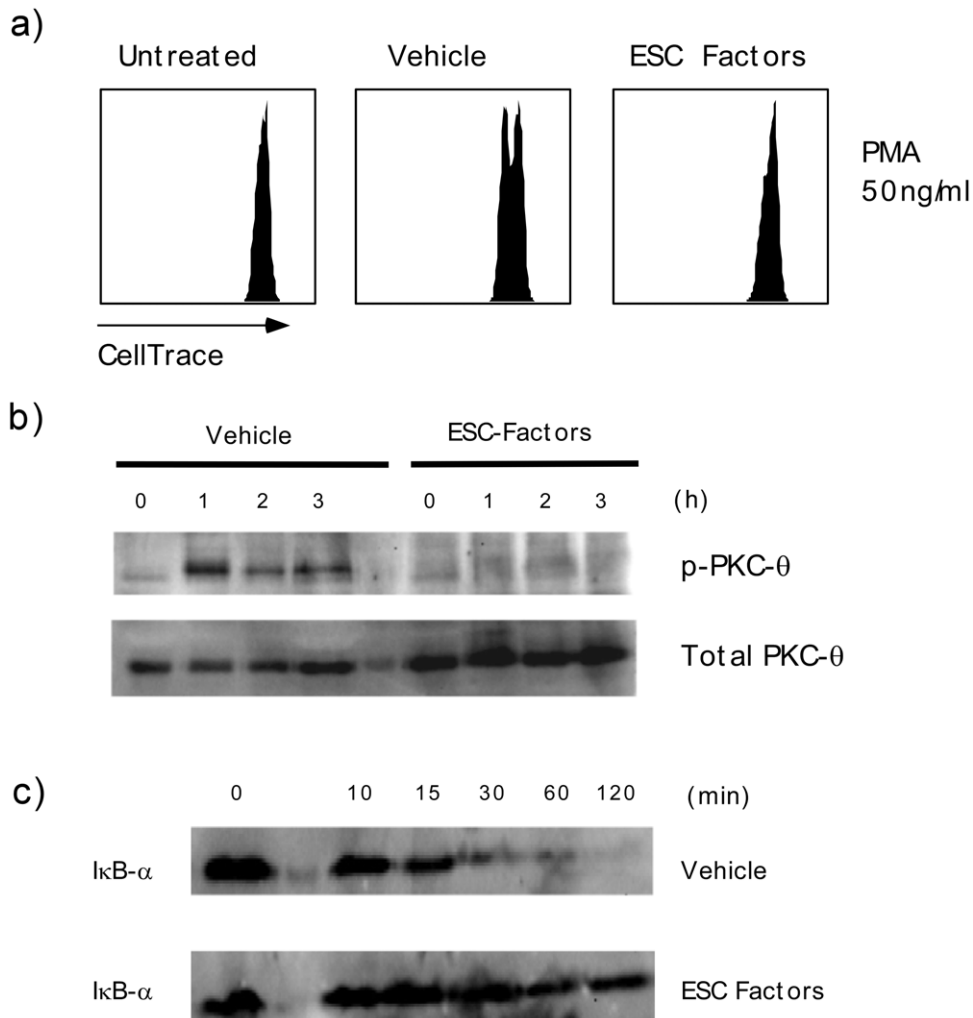 a)
Untreated Vehicle ESC Factors
PMA
50ng/ml
CellTrace
b)
Vehicle ESC-Factors
0 1 2 3 0 1 2 3 (h)
p-PKC-θ
Total PKC-θ
c)
0 10 15 30 60 120 (min)
IκB-α Vehicle
IκB-α ESC Factors